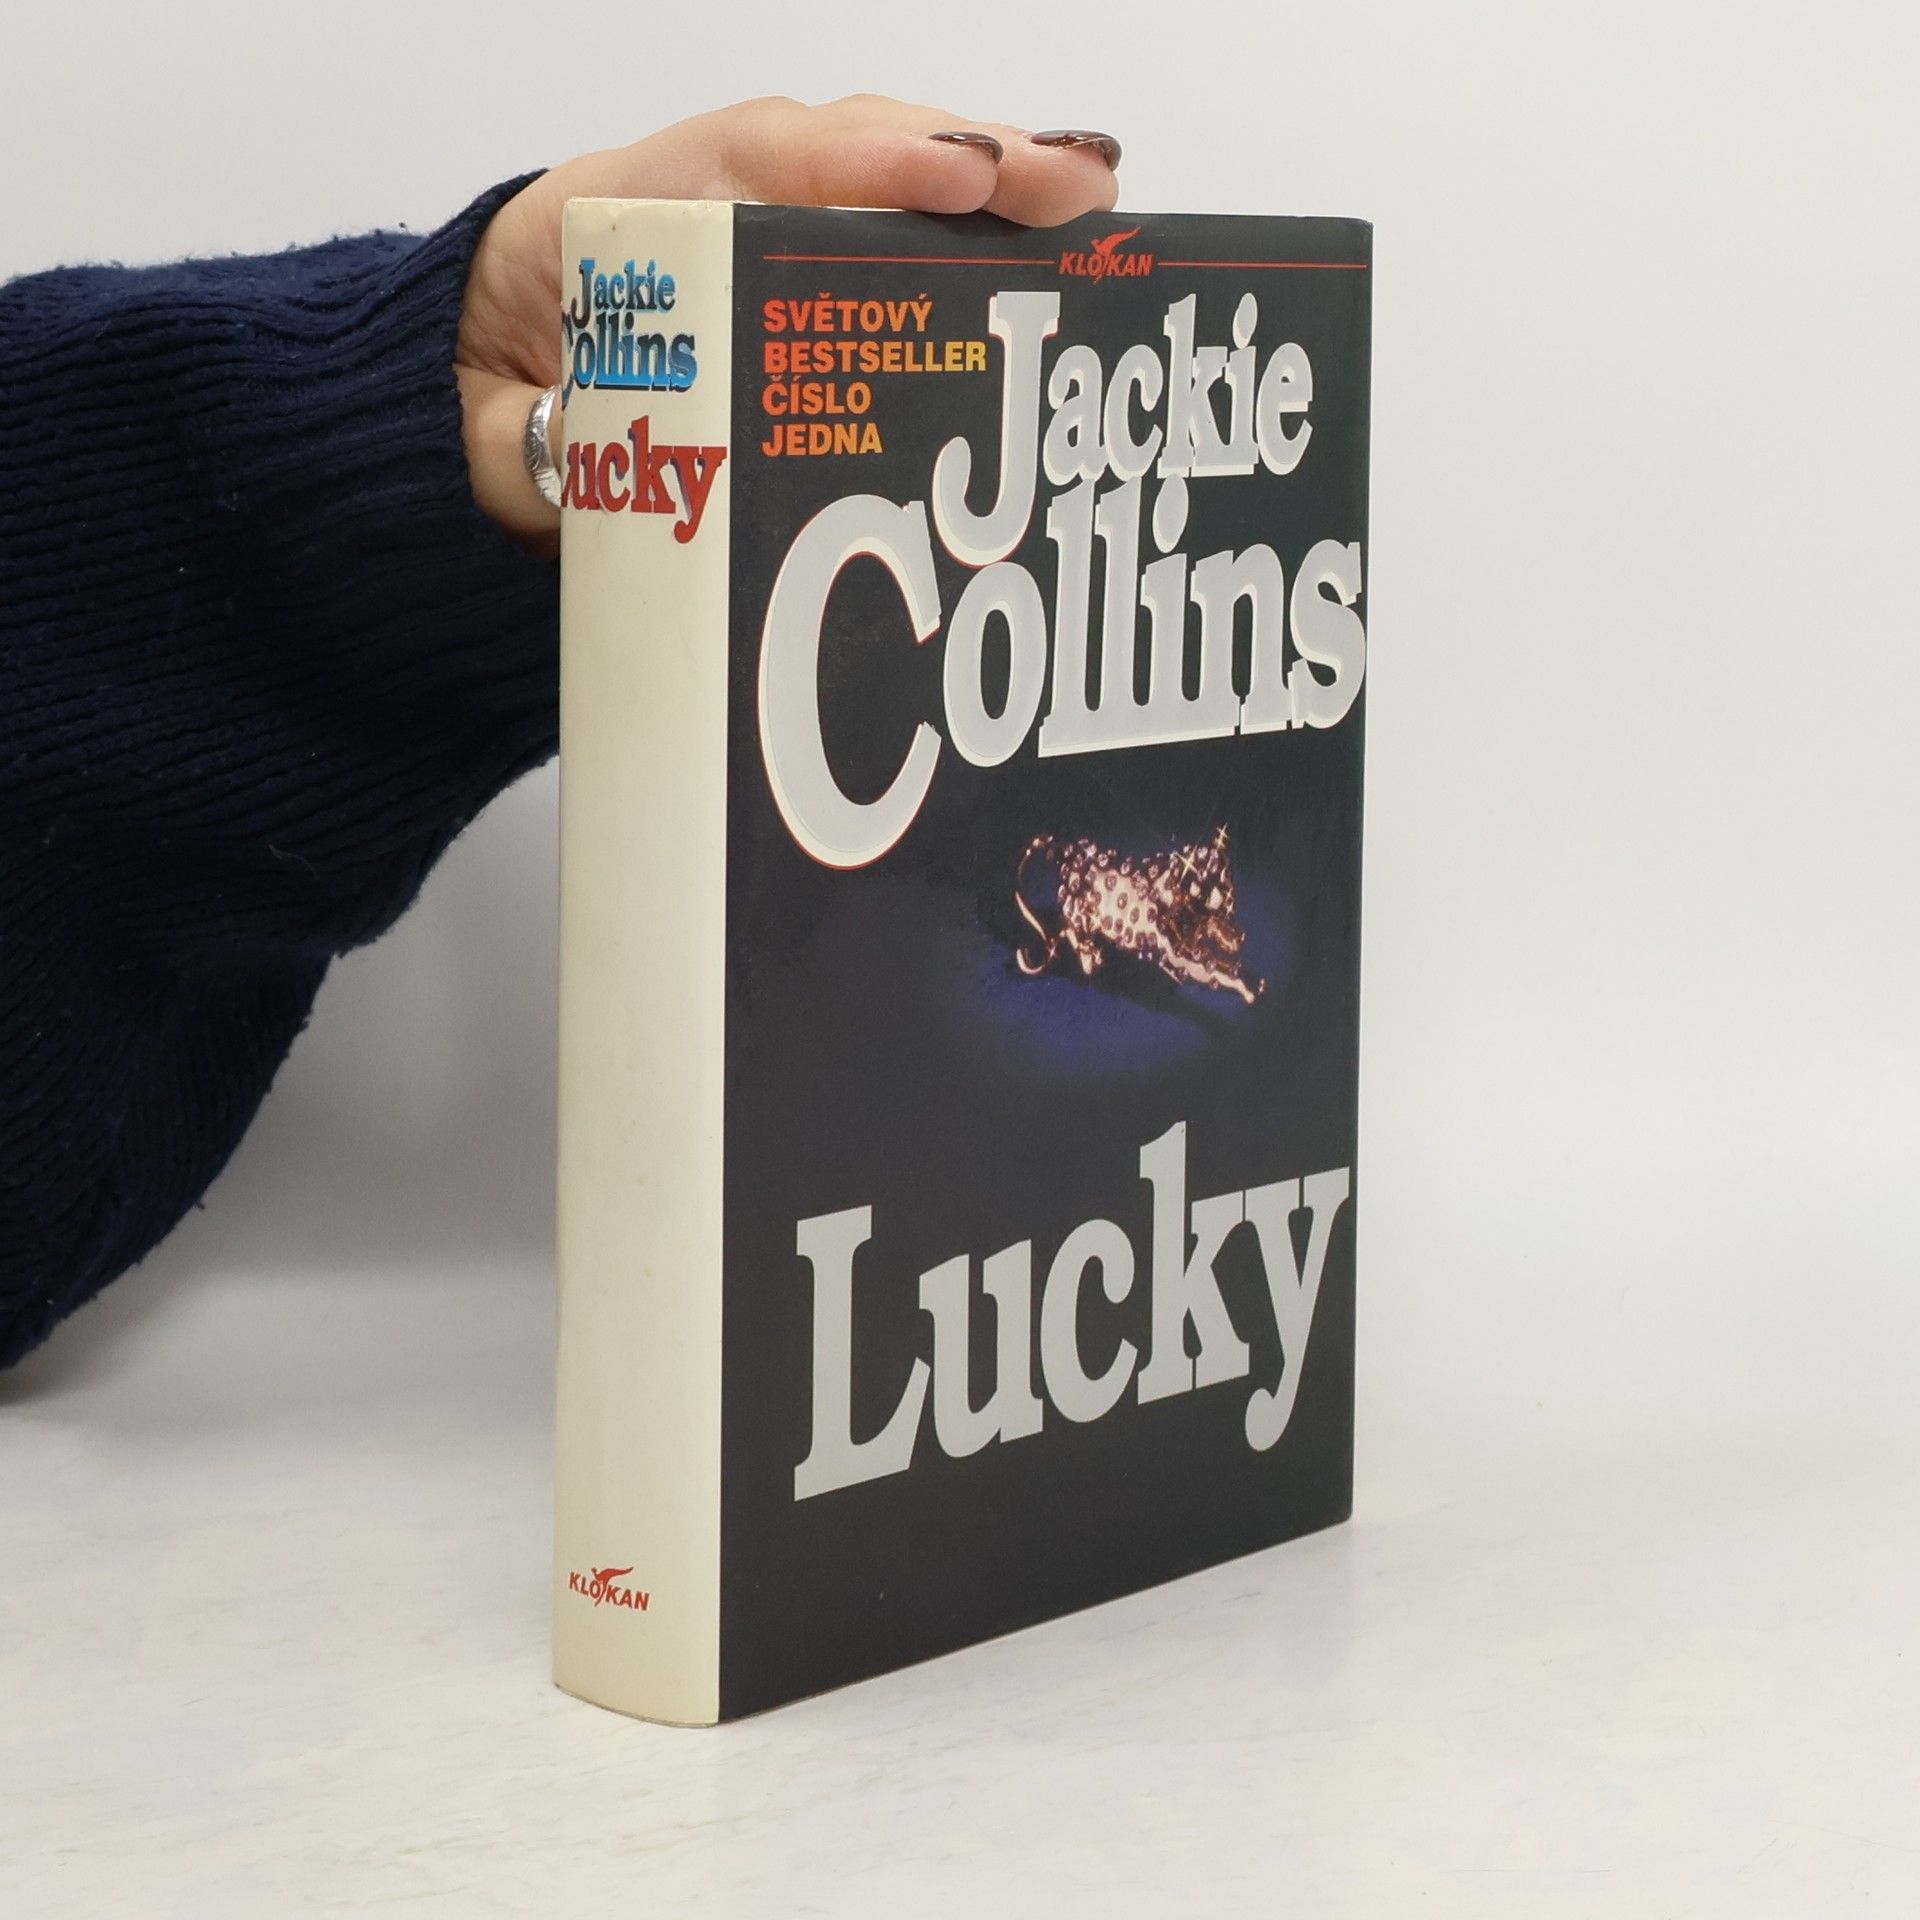 Jackie
Collins
Lucky
KLOKAN
KLOKAN
SVĚTOVÝ
BESTSELLER
ČÍSLO
JEDNA
Jackie
Collins
Lucky